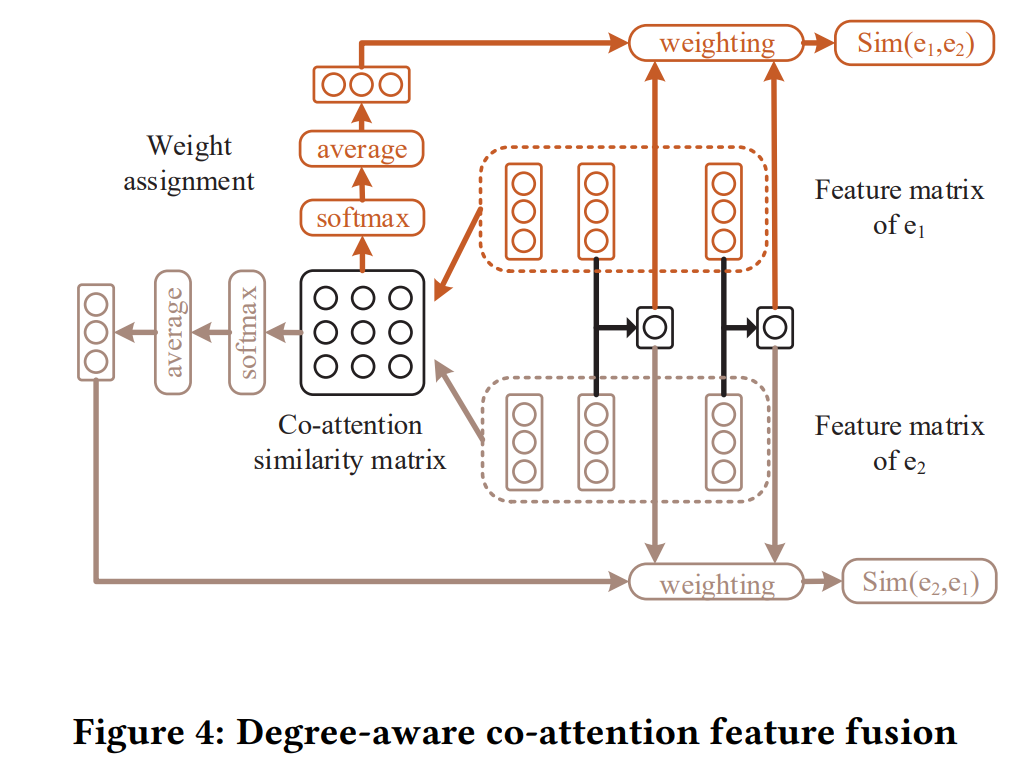 weighting
Sim(e₁,e₂)
Weight
assignment
average
softmax
Feature matrix
of e₁
average
softmax
Co-attention
similarity matrix
Feature matrix
of e₂
weighting
Sim(e₂,e₁)
Figure 4: Degree-aware co-attention feature fusion